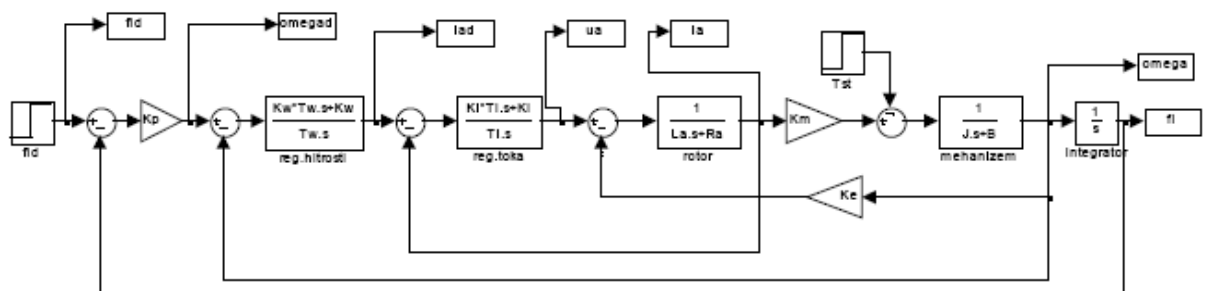 fid
omegad
Iad
ua
Ia
Tst
omega
fid
Kp
Kw*Tw.s+Kw
Tw.s
reg.hitrosti
KI*TI.s+KI
TI.s
reg.toka
1
La.s+Ra
rotor
Km
1
J.s+B
mehanizem
1
s
integrator
fi
Ke